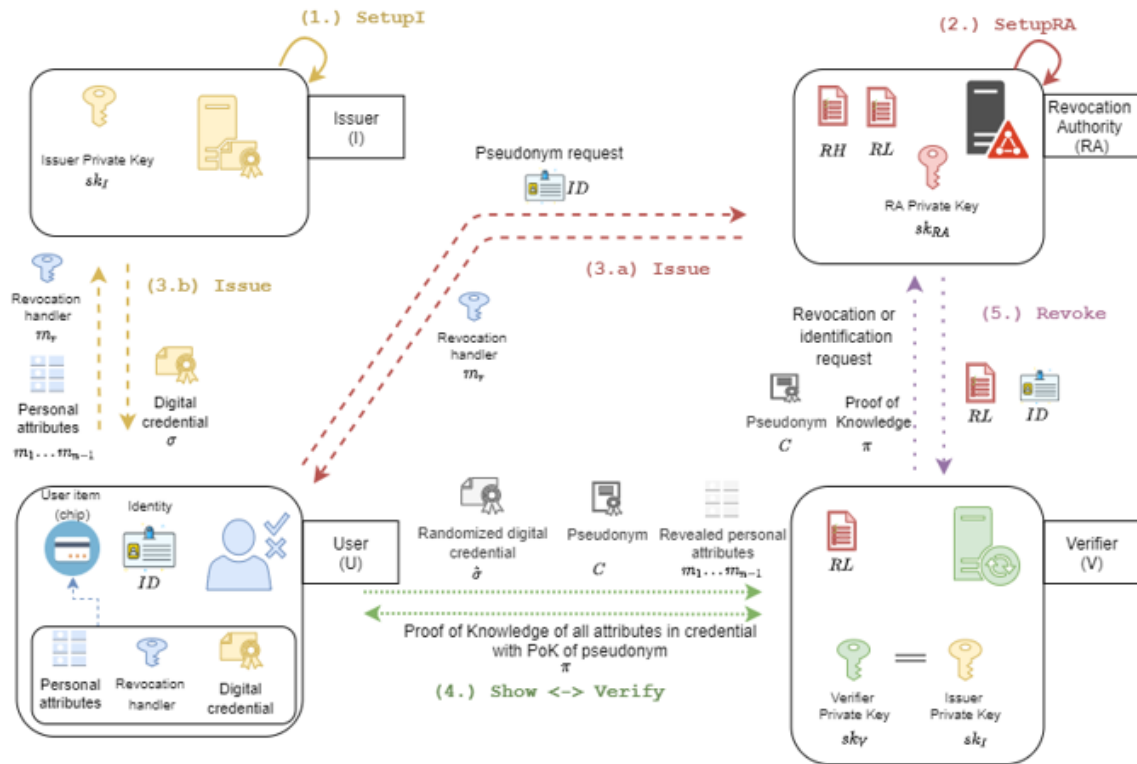 (1.) SetupI
(2.) SetupRA
Issuer
(I)
Issuer Private Key
sk_I
Pseudonym request
ID
RH
RL
Revocation
Authority
(RA)
RA Private Key
sk_RA
(3.a) Issue
(3.b) Issue
Revocation
handler
m_r
Personal
attributes
m_1...m_{n-1}
Digital
credential
σ
Revocation
handler
m_r
Revocation or
identification
request
(5.) Revoke
Pseudonym
C
Proof of
Knowledge
π
RL
ID
User item
(chip)
Identity
ID
User
(U)
Personal
attributes
Revocation
handler
Digital
credential
Randomized digital
credential
σ̂
Pseudonym
C
Revealed personal
attributes
m_1...m_{n-1}
Proof of Knowledge of all attributes in credential
with PoK of pseudonym
π
(4.) Show <-> Verify
RL
Verifier
(V)
Verifier
Private Key
sk_V
=
Issuer
Private Key
sk_I